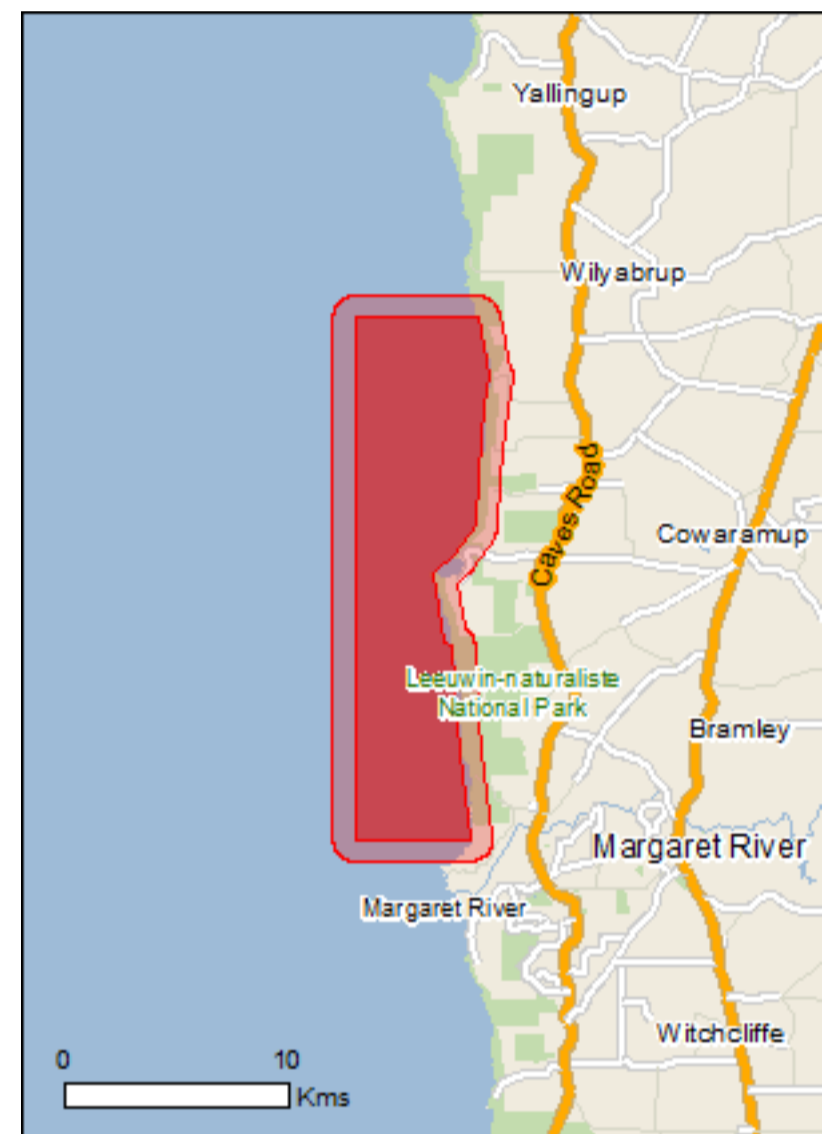 Yallingup
Wilyabrup
Caves Road
Cowaramup
Leeuwin-naturaliste
National Park
Bramley
Margaret River
Margaret River
Witchcliffe
0 10
Kms